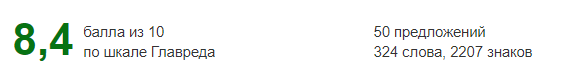 8,4
балла из 10
по шкале Главреда
50 предложений
324 слова, 2207 знаков